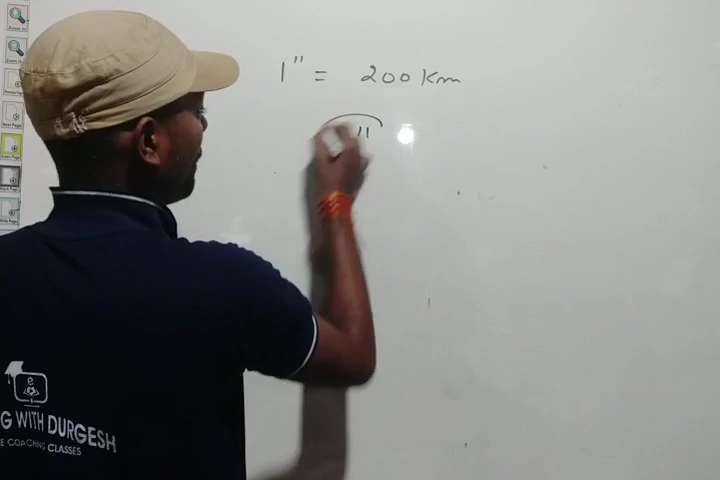 1" = 200 Km
"
e
G WITH DURGESH
E COACHING CLASSES